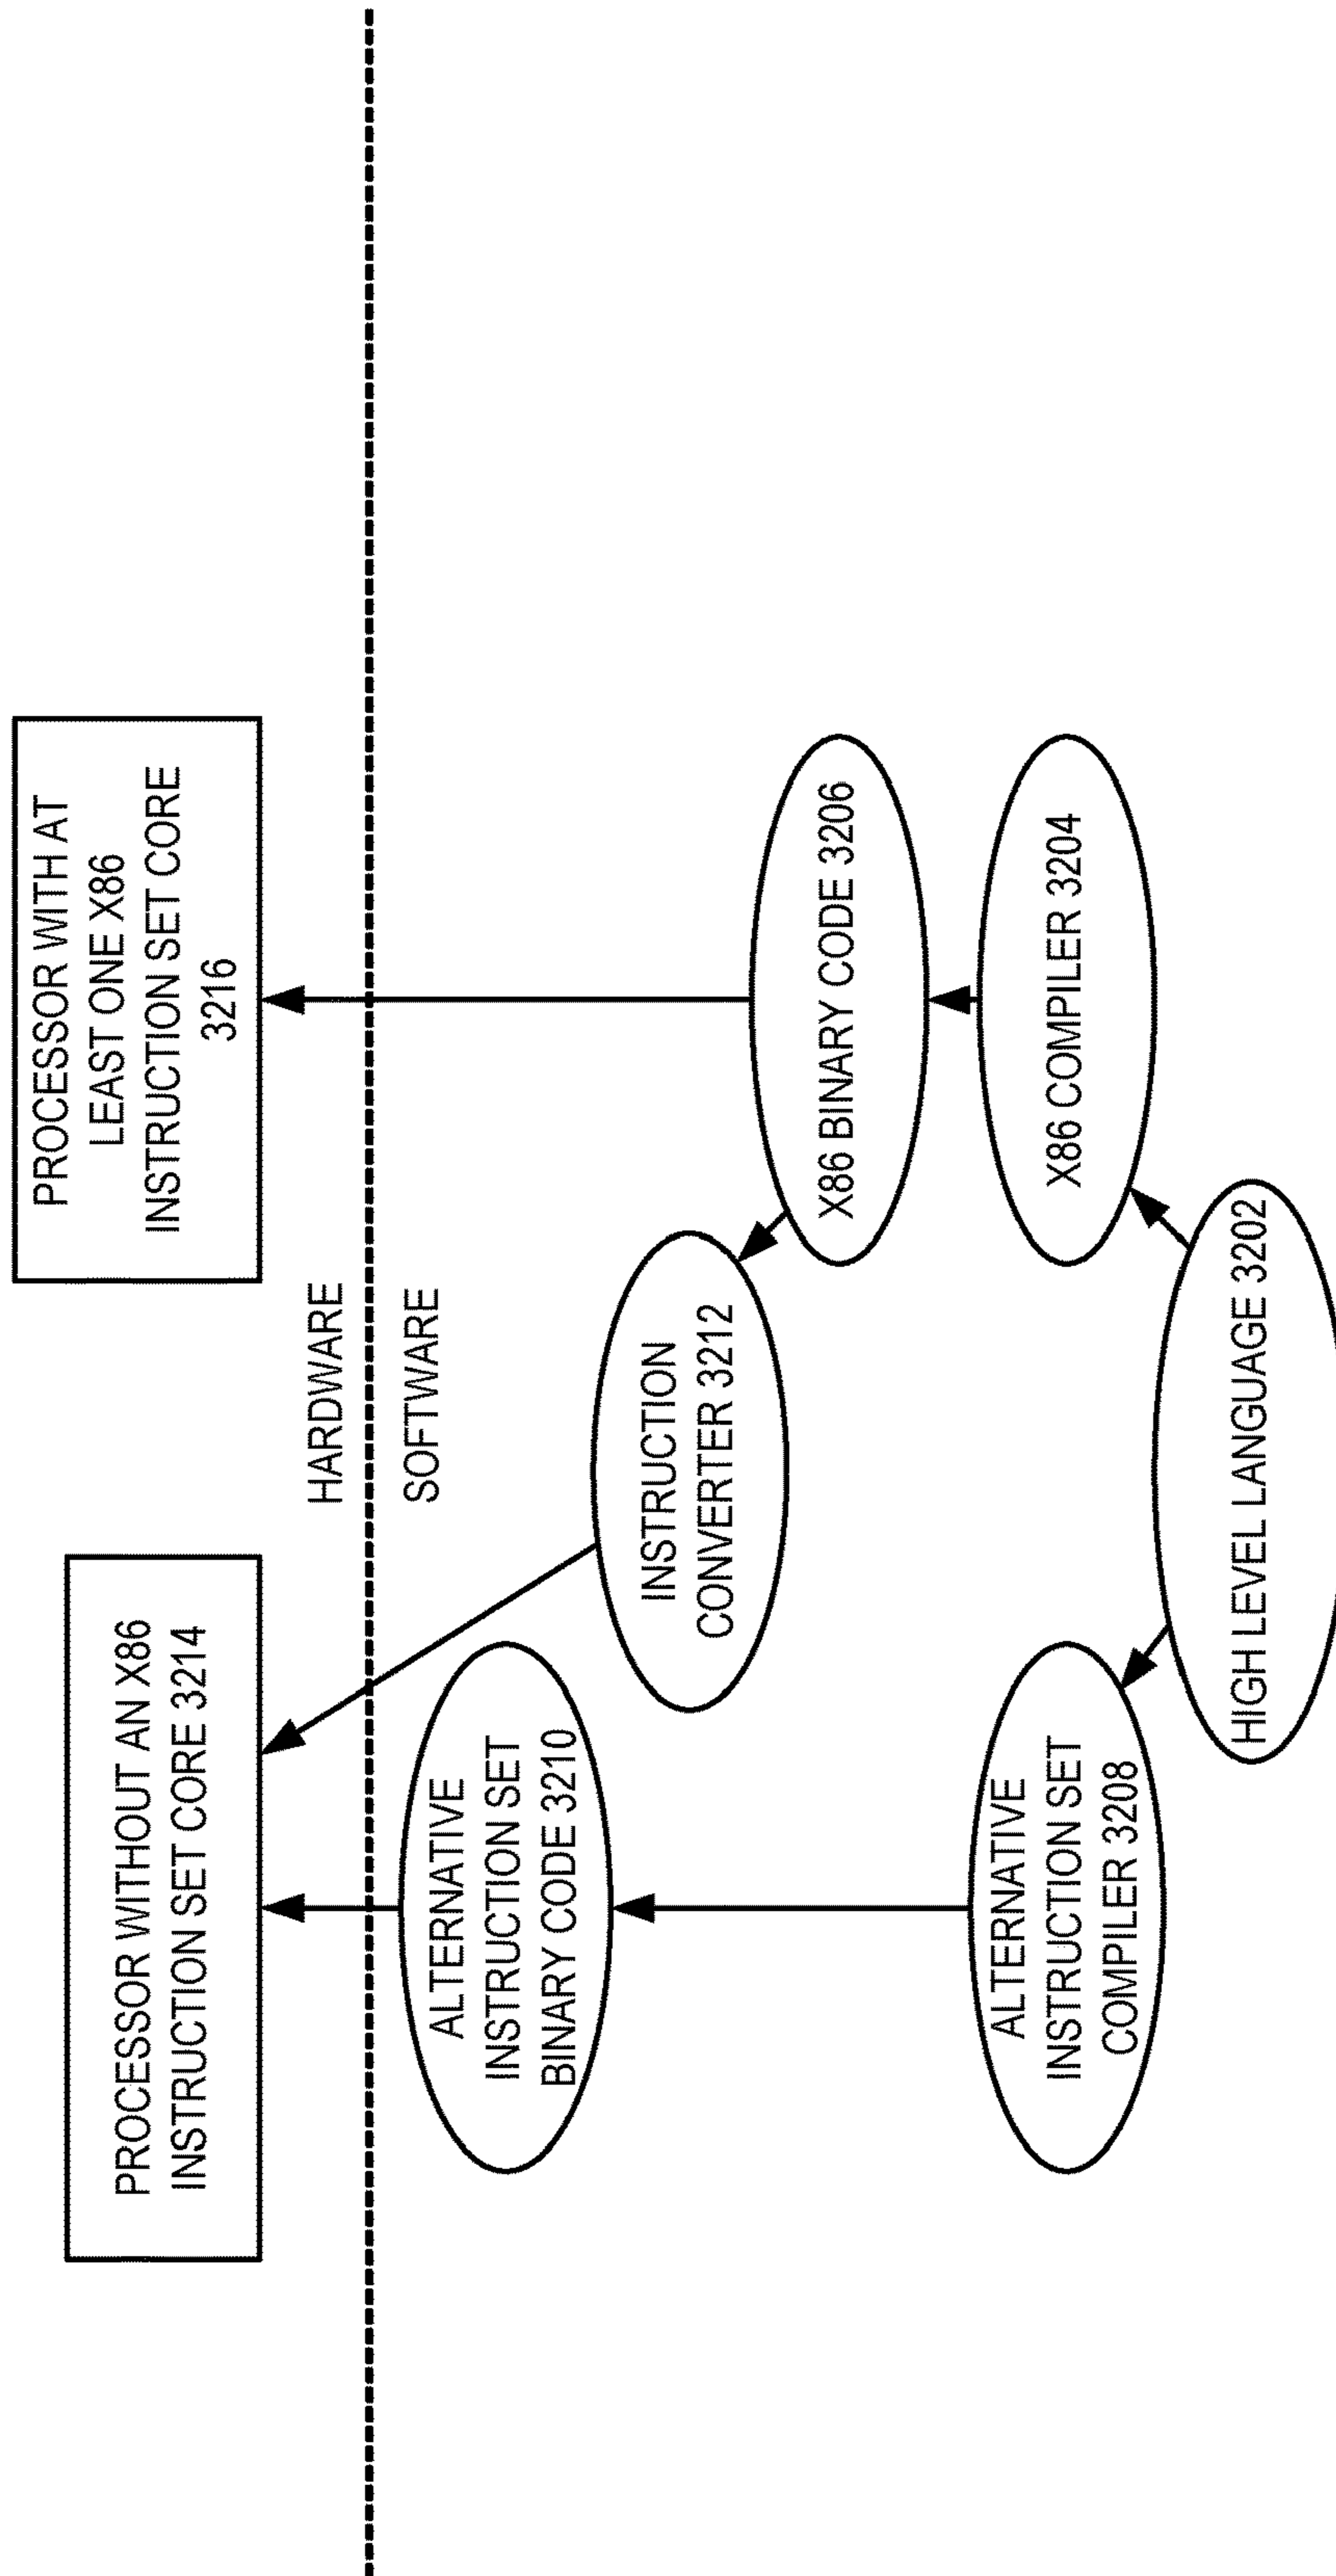 PROCESSOR WITHOUT AN X86
INSTRUCTION SET CORE 3214
PROCESSOR WITH AT
LEAST ONE X86
INSTRUCTION SET CORE
3216
HARDWARE
SOFTWARE
ALTERNATIVE
INSTRUCTION SET
BINARY CODE 3210
INSTRUCTION
CONVERTER 3212
X86 BINARY CODE 3206
ALTERNATIVE
INSTRUCTION SET
COMPILER 3208
X86 COMPILER 3204
HIGH LEVEL LANGUAGE 3202